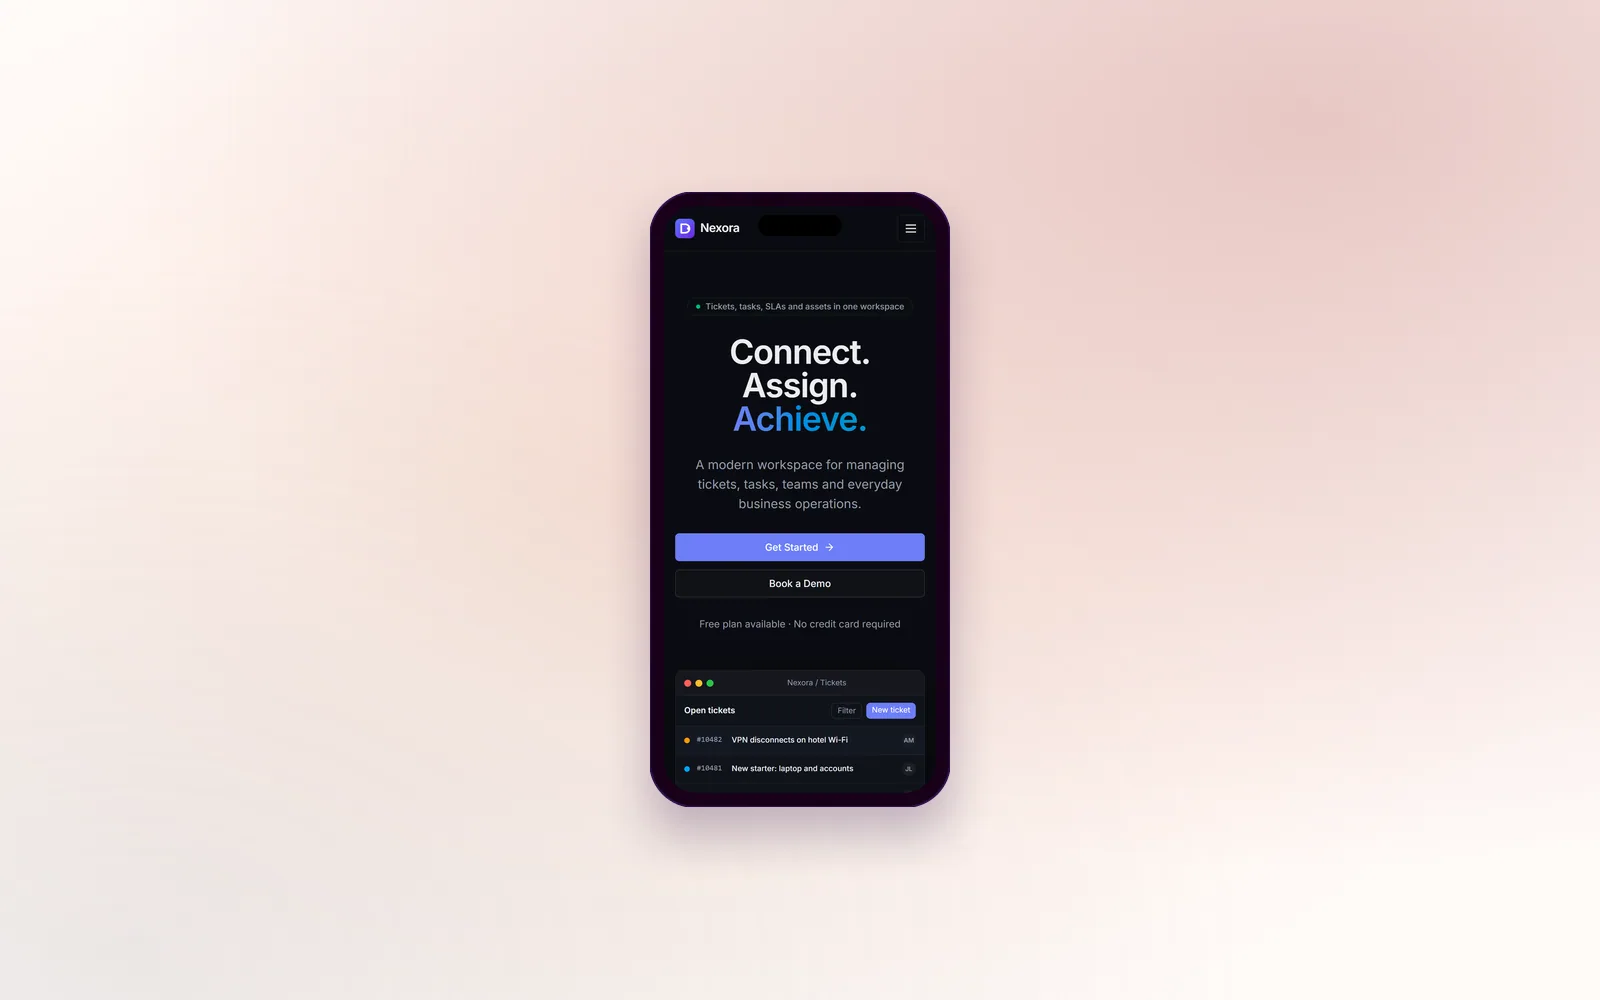 Nexora
Tickets, tasks, SLAs and assets in one workspace
Connect.
Assign.
Achieve.
A modern workspace for managing
tickets, tasks, teams and everyday
business operations.
Get Started →
Book a Demo
Free plan available · No credit card required
Nexora / Tickets
Open tickets
Filter
New ticket
#10482 VPN disconnects on hotel Wi-Fi AM
#10481 New starter: laptop and accounts JL